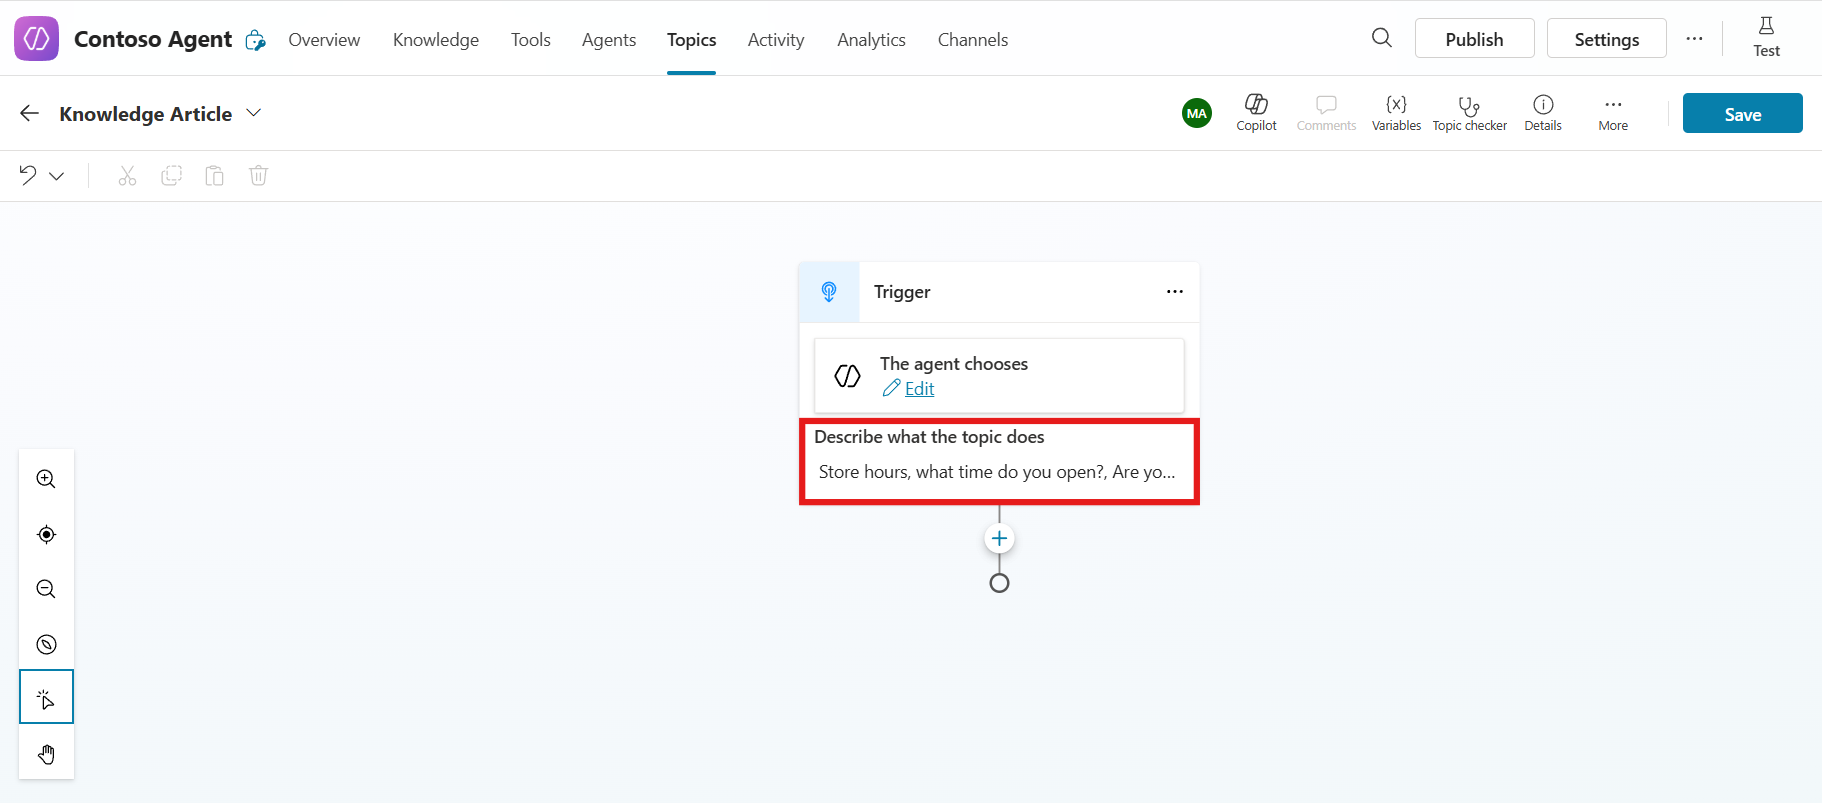 Contoso Agent
Overview
Knowledge
Tools
Agents
Topics
Activity
Analytics
Channels
Publish
Settings
Test
Knowledge Article
MA
Copilot
Comments
Variables
Topic checker
Details
More
Save
Trigger
The agent chooses
Edit
Describe what the topic does
Store hours, what time do you open?, Are yo...